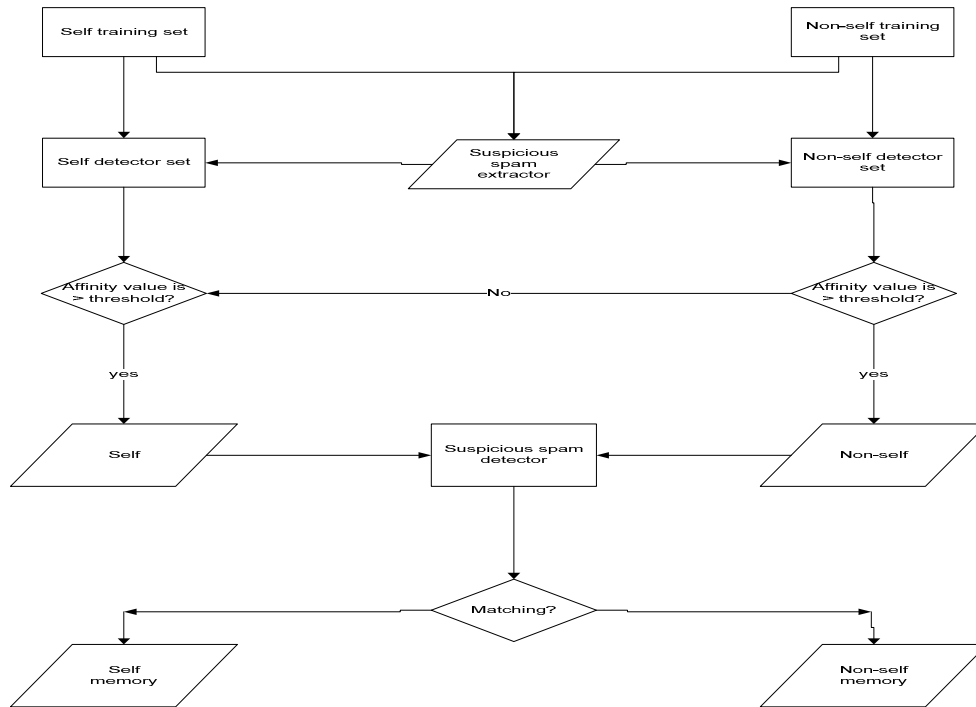 Self training set
Non-self training
set
Self detector set
Suspicious
spam
extractor
Non-self detector
set
Affinity value is
> threshold?
No
Affinity value is
> threshold?
yes
yes
Self
Suspicious spam
detector
Non-self
Matching?
Self
memory
Non-self
memory